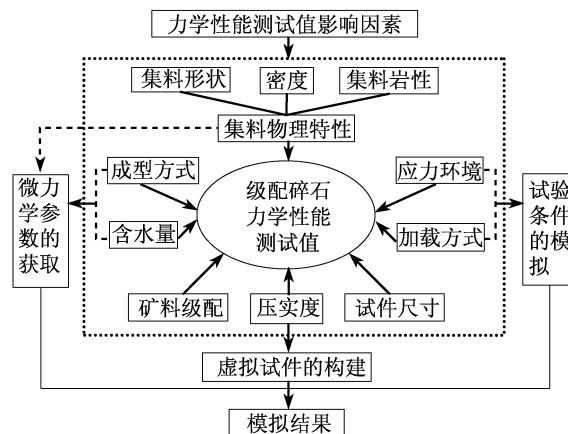 力学性能测试值影响因素
集料形状
密度
集料岩性
集料物理特性
成型方式
应力环境
微力
学参
数的
获取
级配碎石
力学性能
测试值
试验
条件
的模
拟
含水量
加载方式
矿料级配
压实度
试件尺寸
虚拟试件的构建
模拟结果